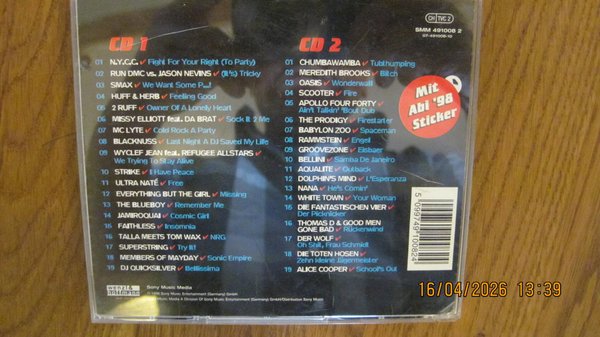 CH TVC 2
SMM 491008 2
07-491008-10
CD 1
01 N.Y.C.C. ✔ Fight For Your Right (To Party)
02 RUN DMC vs. JASON NEVINS ✔ (It's) Tricky
03 SMAX ✔ We Want Some P...!
04 HUFF & HERB ✔ Feeling Good
05 2 RUFF ✔ Owner Of A Lonely Heart
06 MISSY ELLIOTT feat. DA BRAT ✔ Sock It 2 Me
07 MC LYTE ✔ Cold Rock A Party
08 BLACKNUSS ✔ Last Night A DJ Saved My Life
09 WYCLEF JEAN feat. REFUGEE ALLSTARS ✔
We Trying To Stay Alive
10 STRIKE ✔ I Have Peace
11 ULTRA NATÉ ✔ Free
12 EVERYTHING BUT THE GIRL ✔ Missing
13 THE BLUEBOY ✔ Remember Me
14 JAMIROQUAI ✔ Cosmic Girl
15 FAITHLESS ✔ Insomnia
16 TALLA MEETS TOM WAX ✔ NRG
17 SUPERSTRING ✔ Try It!
18 MEMBERS OF MAYDAY ✔ Sonic Empire
19 DJ QUICKSILVER ✔ Bellissima
CD 2
01 CHUMBAWAMBA ✔ Tubthumping
02 MEREDITH BROOKS ✔ Bitch
03 OASIS ✔ Wonderwall
04 SCOOTER ✔ Fire
05 APOLLO FOUR FORTY ✔
Ain't Talkin' 'Bout Dub
06 THE PRODIGY ✔ Firestarter
07 BABYLON ZOO ✔ Spaceman
08 RAMMSTEIN ✔ Engel
09 GROOVEZONE ✔ Eisbaer
10 BELLINI ✔ Samba De Janeiro
11 AQUALITE ✔ Outback
12 DOLPHIN'S MIND ✔ L'Esperanza
13 NANA ✔ He's Comin'
14 WHITE TOWN ✔ Your Woman
15 DIE FANTASTISCHEN VIER ✔
Der Picknicker
16 THOMAS D & GOOD MEN
GONE BAD ✔ Rückenwind
17 DER WOLF ✔
Oh Shit, Frau Schmidt
18 DIE TOTEN HOSEN ✔
Zehn kleine Jägermeister
19 ALICE COOPER ✔ School's Out
Mit
Abi '98
Sticker
5 099749 100824
Sony Music Media
16/04/2026 13:39